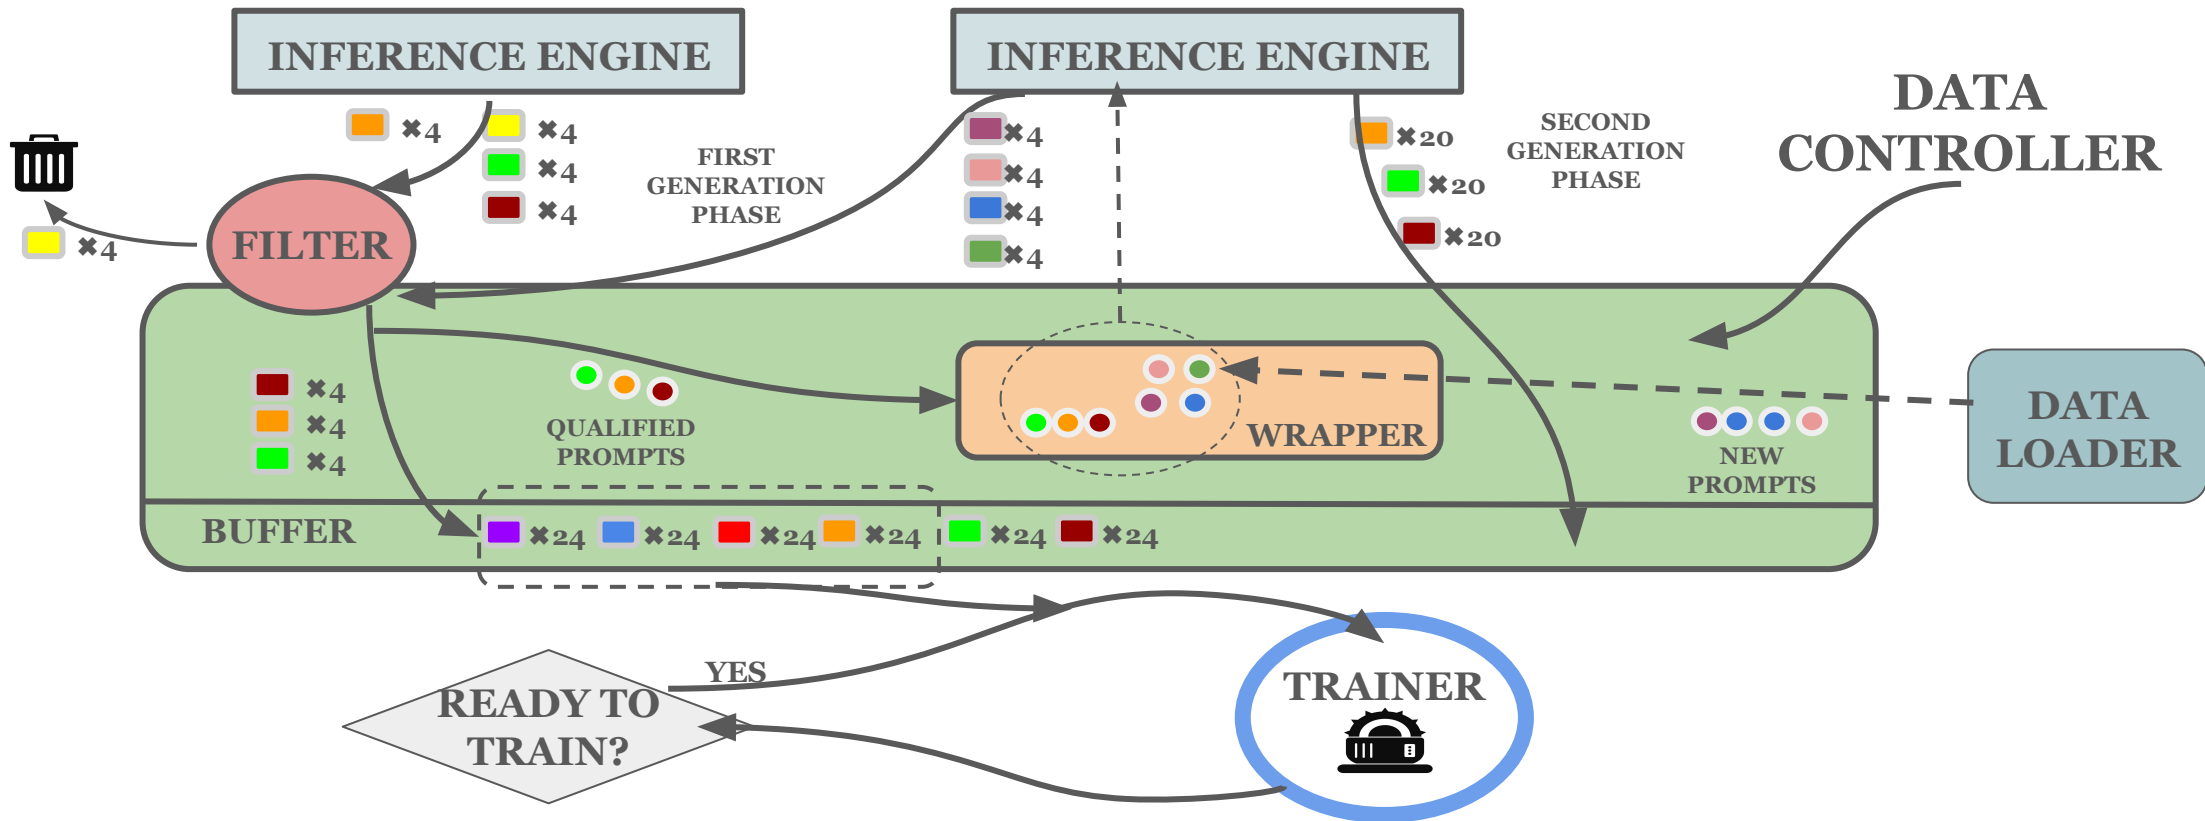 INFERENCE ENGINE
INFERENCE ENGINE
DATA
CONTROLLER
✖4
✖4
✖4
✖4
FIRST
GENERATION
PHASE
✖4
✖4
✖4
✖4
✖20
✖20
✖20
SECOND
GENERATION
PHASE
✖4
FILTER
✖4
✖4
✖4
QUALIFIED
PROMPTS
WRAPPER
NEW
PROMPTS
DATA
LOADER
BUFFER
✖24
✖24
✖24
✖24
✖24
✖24
YES
READY TO
TRAIN?
TRAINER